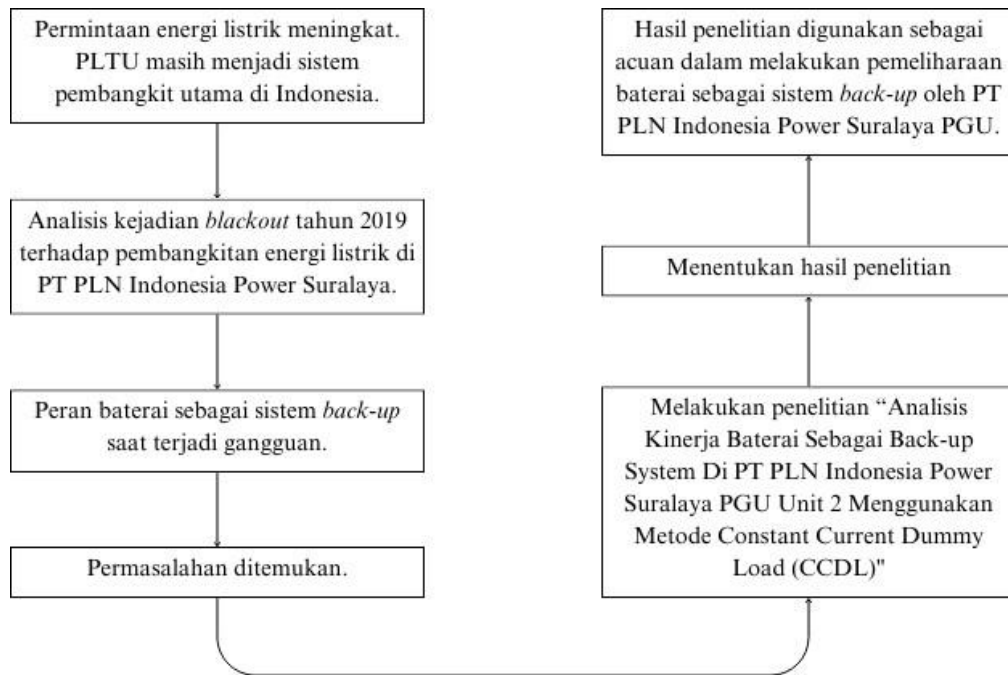 Permintaan energi listrik meningkat.
PLTU masih menjadi sistem
pembangkit utama di Indonesia.
Analisis kejadian blackout tahun 2019
terhadap pembangkitan energi listrik di
PT PLN Indonesia Power Suralaya.
Peran baterai sebagai sistem back-up
saat terjadi gangguan.
Permasalahan ditemukan.
Melakukan penelitian “Analisis
Kinerja Baterai Sebagai Back-up
System Di PT PLN Indonesia Power
Suralaya PGU Unit 2 Menggunakan
Metode Constant Current Dummy
Load (CCDL)"
Menentukan hasil penelitian
Hasil penelitian digunakan sebagai
acuan dalam melakukan pemeliharaan
baterai sebagai sistem back-up oleh PT
PLN Indonesia Power Suralaya PGU.